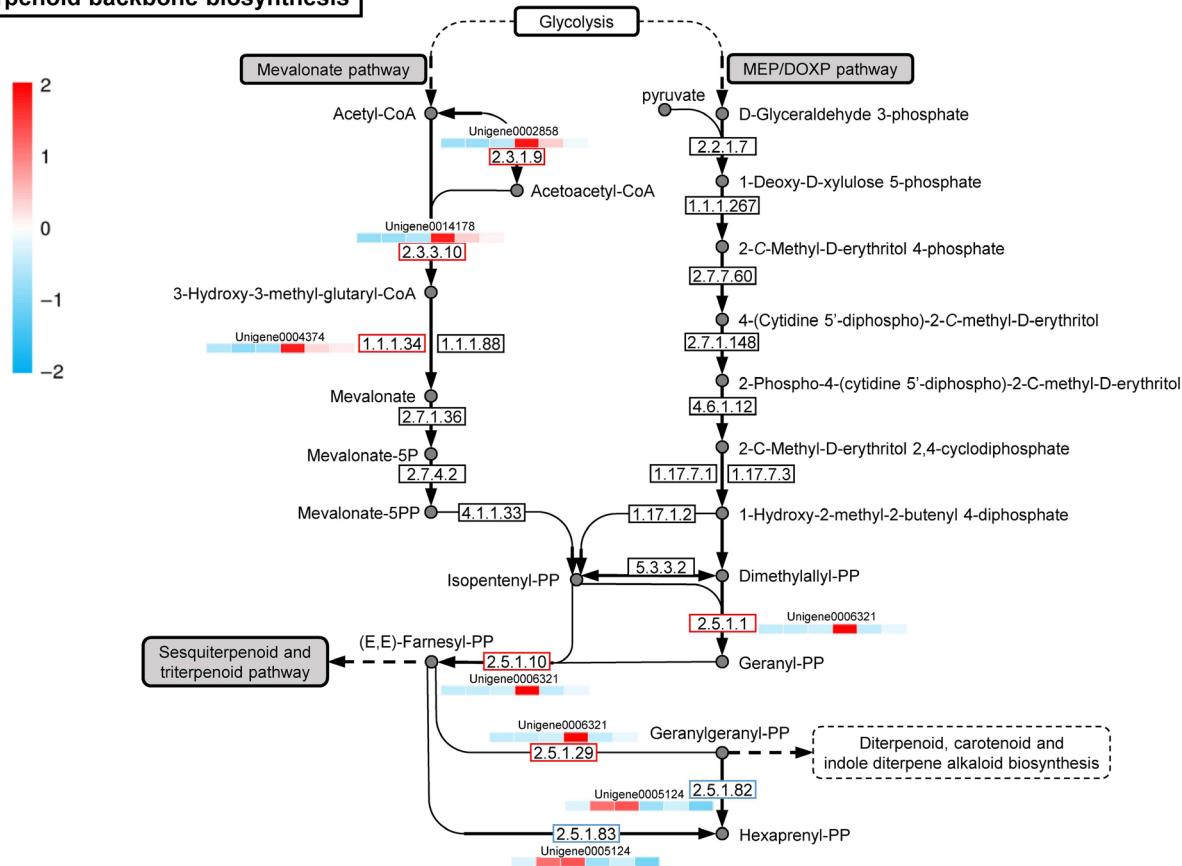 erpenoid backbone biosynthesis
Glycolysis
Mevalonate pathway
MEP/DOXP pathway
2
1
0
−1
−2
pyruvate
Acetyl-CoA
D-Glyceraldehyde 3-phosphate
Unigene0002858
2.3.1.9
2.2.1.7
Acetoacetyl-CoA
1-Deoxy-D-xylulose 5-phosphate
1.1.1.267
Unigene0014178
2.3.3.10
2-C-Methyl-D-erythritol 4-phosphate
2.7.7.60
3-Hydroxy-3-methyl-glutaryl-CoA
4-(Cytidine 5’-diphospho)-2-C-methyl-D-erythritol
Unigene0004374
1.1.1.34
1.1.1.88
2.7.1.148
2-Phospho-4-(cytidine 5’-diphospho)-2-C-methyl-D-erythritol
Mevalonate
2.7.1.36
4.6.1.12
Mevalonate-5P
2-C-Methyl-D-erythritol 2,4-cyclodiphosphate
2.7.4.2
1.17.7.1
1.17.7.3
Mevalonate-5PP
4.1.1.33
1.17.1.2
1-Hydroxy-2-methyl-2-butenyl 4-diphosphate
5.3.3.2
Isopentenyl-PP
Dimethylallyl-PP
2.5.1.1
Unigene0006321
(E,E)-Farnesyl-PP
Sesquiterpenoid and
triterpenoid pathway
2.5.1.10
Geranyl-PP
Unigene0006321
Unigene0006321
2.5.1.29
Geranylgeranyl-PP
Diterpenoid, carotenoid and
indole diterpene alkaloid biosynthesis
2.5.1.82
Unigene0005124
2.5.1.83
Hexaprenyl-PP
Unigene0005124